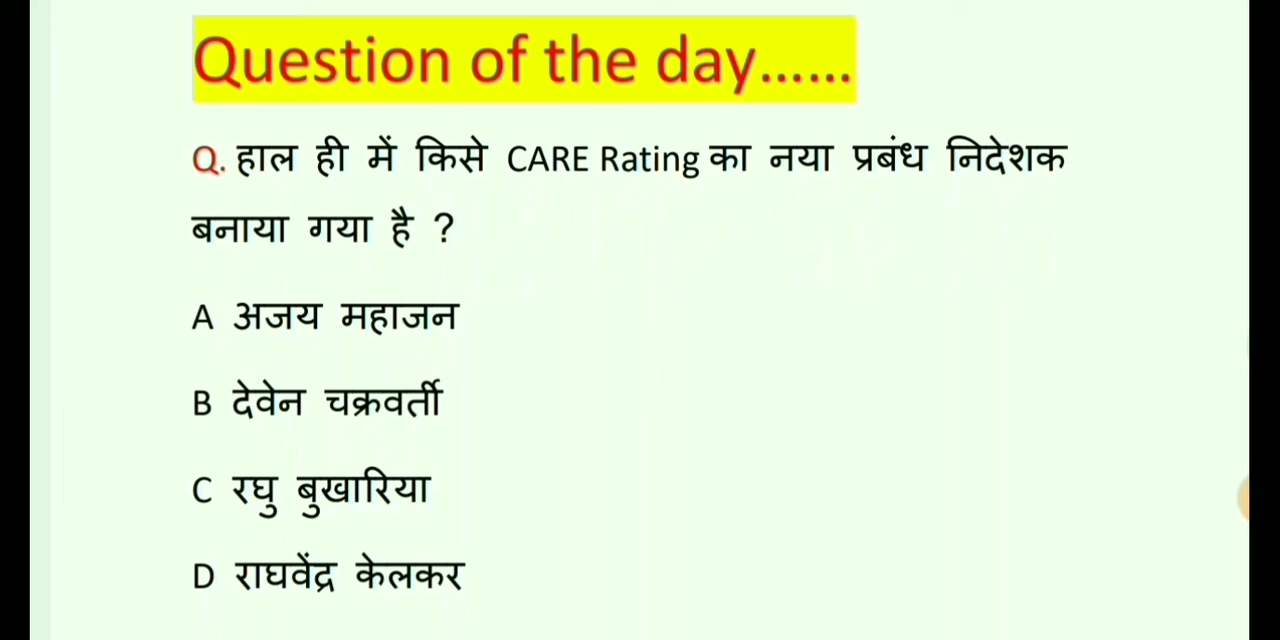 Question of the day......
Q. हाल ही में किसे CARE Rating का नया प्रबंध निदेशक
बनाया गया है ?
A अजय महाजन
B देवेन चक्रवर्ती
C रघु बुखारिया
D राघवेंद्र केलकर